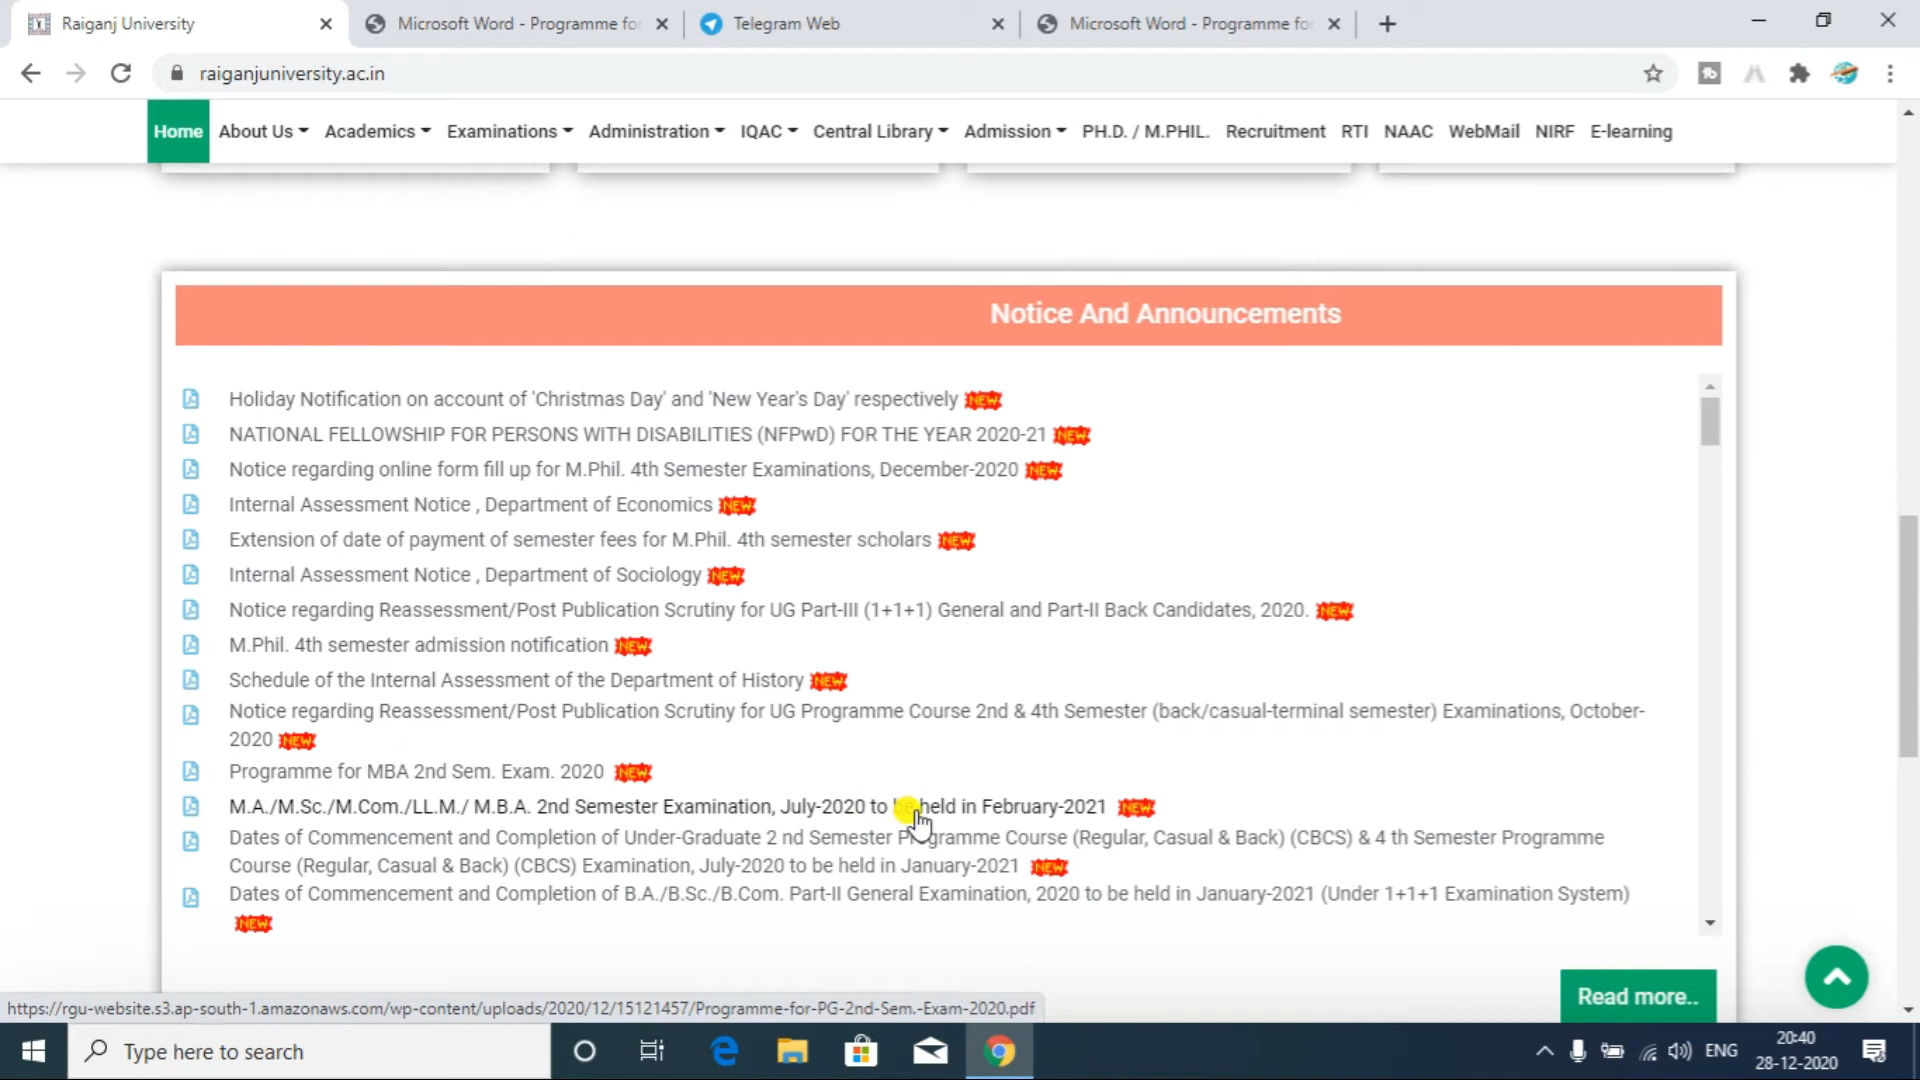 Raiganj University
Microsoft Word - Programme for
Telegram Web
Microsoft Word - Programme for
raiganjuniversity.ac.in
Home About Us Academics Examinations Administration IQAC Central Library Admission PH.D. / M.PHIL. Recruitment RTI NAAC WebMail NIRF E-learning
Notice And Announcements
Holiday Notification on account of 'Christmas Day' and 'New Year's Day' respectively NEW
NATIONAL FELLOWSHIP FOR PERSONS WITH DISABILITIES (NFPwD) FOR THE YEAR 2020-21 NEW
Notice regarding online form fill up for M.Phil. 4th Semester Examinations, December-2020 NEW
Internal Assessment Notice , Department of Economics NEW
Extension of date of payment of semester fees for M.Phil. 4th semester scholars NEW
Internal Assessment Notice , Department of Sociology NEW
Notice regarding Reassessment/Post Publication Scrutiny for UG Part-III (1+1+1) General and Part-II Back Candidates, 2020. NEW
M.Phil. 4th semester admission notification NEW
Schedule of the Internal Assessment of the Department of History NEW
Notice regarding Reassessment/Post Publication Scrutiny for UG Programme Course 2nd & 4th Semester (back/casual-terminal semester) Examinations, October-
2020 NEW
Programme for MBA 2nd Sem. Exam. 2020 NEW
M.A./M.Sc./M.Com./LL.M./ M.B.A. 2nd Semester Examination, July-2020 to be held in February-2021 NEW
Dates of Commencement and Completion of Under-Graduate 2 nd Semester Programme Course (Regular, Casual & Back) (CBCS) & 4 th Semester Programme
Course (Regular, Casual & Back) (CBCS) Examination, July-2020 to be held in January-2021 NEW
Dates of Commencement and Completion of B.A./B.Sc./B.Com. Part-II General Examination, 2020 to be held in January-2021 (Under 1+1+1 Examination System)
NEW
Read more..
https://rgu-website.s3.ap-south-1.amazonaws.com/wp-content/uploads/2020/12/15121457/Programme-for-PG-2nd-Sem.-Exam-2020.pdf
Type here to search
ENG
20:40
28-12-2020